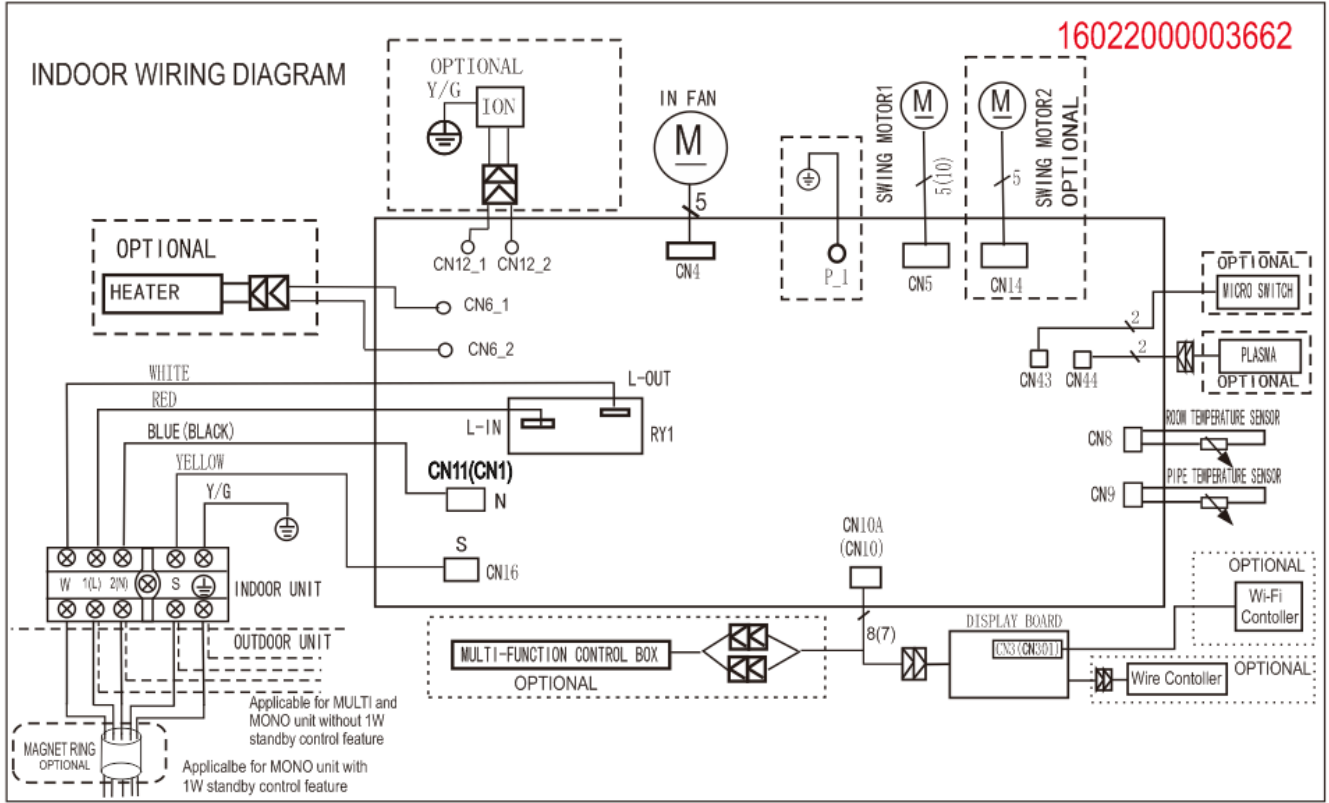 16022000003662
INDOOR WIRING DIAGRAM
OPTIONAL
Y/G
ION
IN FAN
M
5
SWING MOTOR1
M
5(10)
M
5
SWING MOTOR2
OPTIONAL
CN12_1
CN12_2
CN4
P_1
CN5
CN14
OPTIONAL
HEATER
CN6_1
CN6_2
OPTIONAL
MICRO SWITCH
2
2
PLASMA
OPTIONAL
CN43
CN44
WHITE
RED
BLUE(BLACK)
YELLOW
Y/G
L-OUT
L-IN
RY1
CN11(CN1)
N
S
CN16
CN8
ROOM TEMPERATURE SENSOR
CN9
PIPE TEMPERATURE SENSOR
CN10A
(CN10)
8(7)
W
1(L)
2(N)
S
INDOOR UNIT
OUTDOOR UNIT
MULTI-FUNCTION CONTROL BOX
OPTIONAL
DISPLAY BOARD
CN3(CN301)
OPTIONAL
Wi-Fi
Contoller
Wire Contoller
OPTIONAL
Applicable for MULTI and
MONO unit without 1W
standby control feature
MAGNET RING
OPTIONAL
Applicalbe for MONO unit with
1W standby control feature